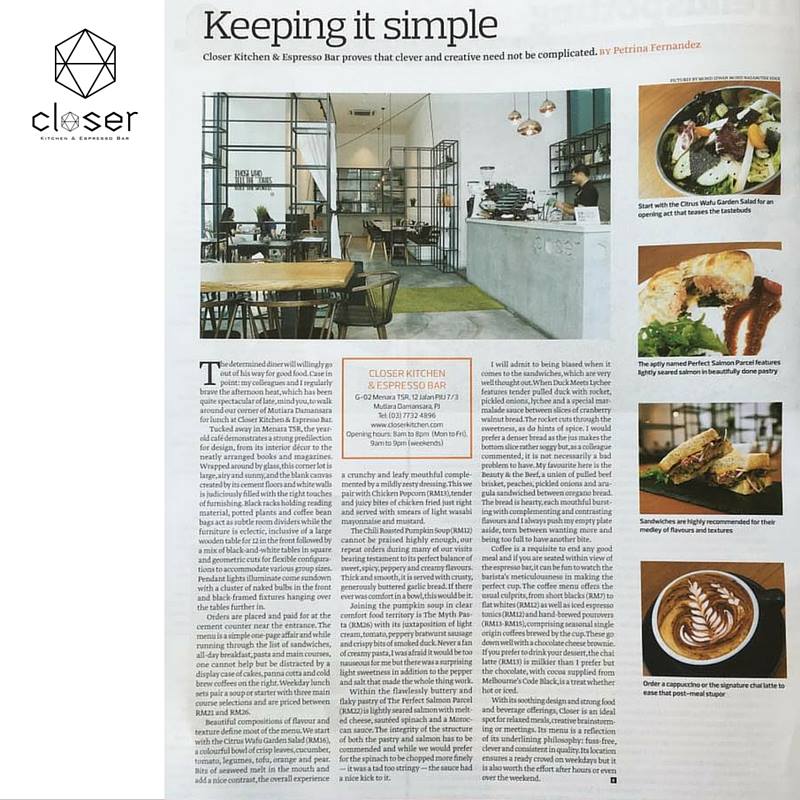 closer
KITCHEN & ESPRESSO BAR
Keeping it simple
Closer Kitchen & Espresso Bar proves that clever and creative need not be complicated. BY Petrina Fernandez
closer
Start with the Citrus Wafu Garden Salad for an
opening act that teases the tastebuds
The aptly named Perfect Salmon Parcel features
lightly seared salmon in beautifully done pastry
Sandwiches are highly recommended for their
medley of flavours and textures
Order a cappuccino or the signature chai latte to
ease that post-meal stupor
The determined diner will willingly go
out of his way for good food. Case in
point: my colleagues and I regularly
brave the afternoon heat, which has been
quite spectacular of late, mind you, to walk
around our corner of Mutiara Damansara
for lunch at Closer Kitchen & Espresso Bar.
Tucked away in Menara TSR, the year-
old café demonstrates a strong predilection
for design, from its interior décor to the
neatly arranged books and magazines.
Wrapped around by glass, this corner lot is
large, airy and sunny, and the blank canvas
created by its cement floors and white walls
is judiciously filled with the right touches
of furnishing. Black racks holding reading
material, potted plants and coffee bean
bags act as subtle room dividers while the
furniture is eclectic, inclusive of a large
wooden table for 12 in the front followed by
a mix of black-and-white tables in square
and geometric cuts for flexible configura-
tions to accommodate various group sizes.
Pendant lights illuminate come sundown
with a cluster of naked bulbs in the front
and black-framed fixtures hanging over
the tables further in.
Orders are placed and paid for at the
cement counter near the entrance. The
menu is a simple one-page affair and while
running through the list of sandwiches,
all-day breakfast, pasta and main courses,
one cannot help but be distracted by a
display case of cakes, panna cotta and cold
brew coffees on the right. Weekday lunch
sets pair a soup or starter with three main
course selections and are priced between
RM21 and RM26.
Beautiful compositions of flavour and
texture define most of the menu. We start
with the Citrus Wafu Garden Salad (RM16),
a colourful bowl of crisp leaves, cucumber,
tomato, legumes, tofu, orange and pear.
Bits of seaweed melt in the mouth and
add a nice contrast, the overall experience
CLOSER KITCHEN
& ESPRESSO BAR
G-02 Menara TSR, 12 Jalan PJU 7/3
Mutiara Damansara, PJ
Tel: (03) 7732 4896
www.closerkitchen.com
Opening hours: 8am to 8pm (Mon to Fri),
9am to 9pm (weekends)
a crunchy and leafy mouthful comple-
mented by a mildly zesty dressing. This we
pair with Chicken Popcorn (RM13), tender
and juicy bites of chicken fried just right
and served with smears of light wasabi
mayonnaise and mustard.
The Chili Roasted Pumpkin Soup (RM12)
cannot be praised highly enough, our
repeat orders during many of our visits
bearing testament to its perfect balance of
sweet, spicy, peppery and creamy flavours.
Thick and smooth, it is served with crusty,
generously buttered garlic bread. If there
ever was comfort in a bowl, this would be it.
Joining the pumpkin soup in clear
comfort food territory is The Myth Pas-
ta (RM26) with its juxtaposition of light
cream, tomato, peppery bratwurst sausage
and crispy bits of smoked duck. Never a fan
of creamy pasta, I was afraid it would be too
nauseous for me but there was a surprising
light sweetness in addition to the pepper
and salt that made the whole thing work.
Within the flawlessly buttery and
flaky pastry of The Perfect Salmon Parcel
(RM22) is lightly seared salmon with melt-
ed cheese, sautéed spinach and a Moroc-
can sauce. The integrity of the structure
of both the pastry and salmon has to be
commended and while we would prefer
for the spinach to be chopped more finely
— it was a tad too stringy — the sauce had
a nice kick to it.
I will admit to being biased when it
comes to the sandwiches, which are very
well thought out. When Duck Meets Lychee
features tender pulled duck with rocket,
pickled onions, lychee and a special mar-
malade sauce between slices of cranberry
walnut bread. The rocket cuts through the
sweetness, as do hints of spice. I would
prefer a denser bread as the jus makes the
bottom slice rather soggy but, as a colleague
commented, it is not necessarily a bad
problem to have. My favourite here is the
Beauty & the Beef, a union of pulled beef
brisket, peaches, pickled onions and aru-
gula sandwiched between oregano bread.
The bread is hearty, each mouthful burst-
ing with complementing and contrasting
flavours and I always push my empty plate
aside, torn between wanting more and
being too full to have another bite.
Coffee is a requisite to end any good
meal and if you are seated within view of
the espresso bar, it can be fun to watch the
barista's meticulousness in making the
perfect cup. The coffee menu offers the
usual culprits, from short blacks (RM7) to
flat whites (RM12) as well as iced espresso
tonics (RM12) and hand-brewed pourovers
(RM13-RM15), comprising seasonal single
origin coffees brewed by the cup. These go
down well with a chocolate cheese brownie.
If you prefer to drink your dessert, the chai
latte (RM13) is milkier than I prefer but
the chocolate, with cocoa supplied from
Melbourne's Code Black, is a treat whether
hot or iced.
With its soothing design and strong food
and beverage offerings, Closer is an ideal
spot for relaxed meals, creative brainstorm-
ing or meetings. Its menu is a reflection
of its underlining philosophy: fuss-free,
clever and consistent in quality. Its location
ensures a ready crowd on weekdays but it
is also worth the effort after hours or even
over the weekend.